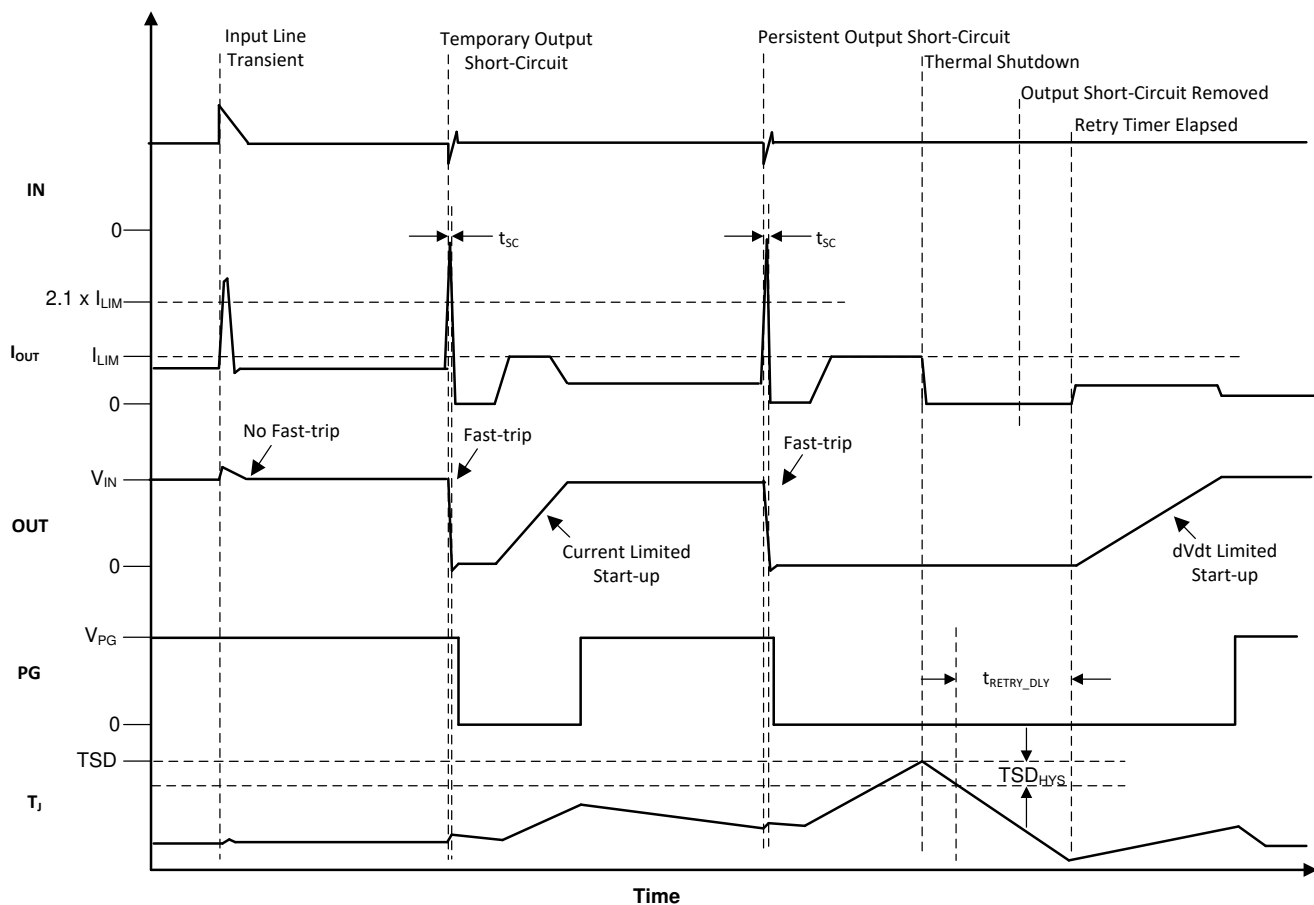 Input Line
Transient
Temporary Output
Short-Circuit
Persistent Output Short-Circuit
Thermal Shutdown
Output Short-Circuit Removed
Retry Timer Elapsed
IN
0
tSC
tSC
2.1 x ILIM
IOUT
ILIM
0
No Fast-trip
Fast-trip
Fast-trip
VIN
OUT
Current Limited
Start-up
dVdt Limited
Start-up
0
VPG
PG
tRETRY_DLY
0
TSD
TSDHYS
TJ
Time